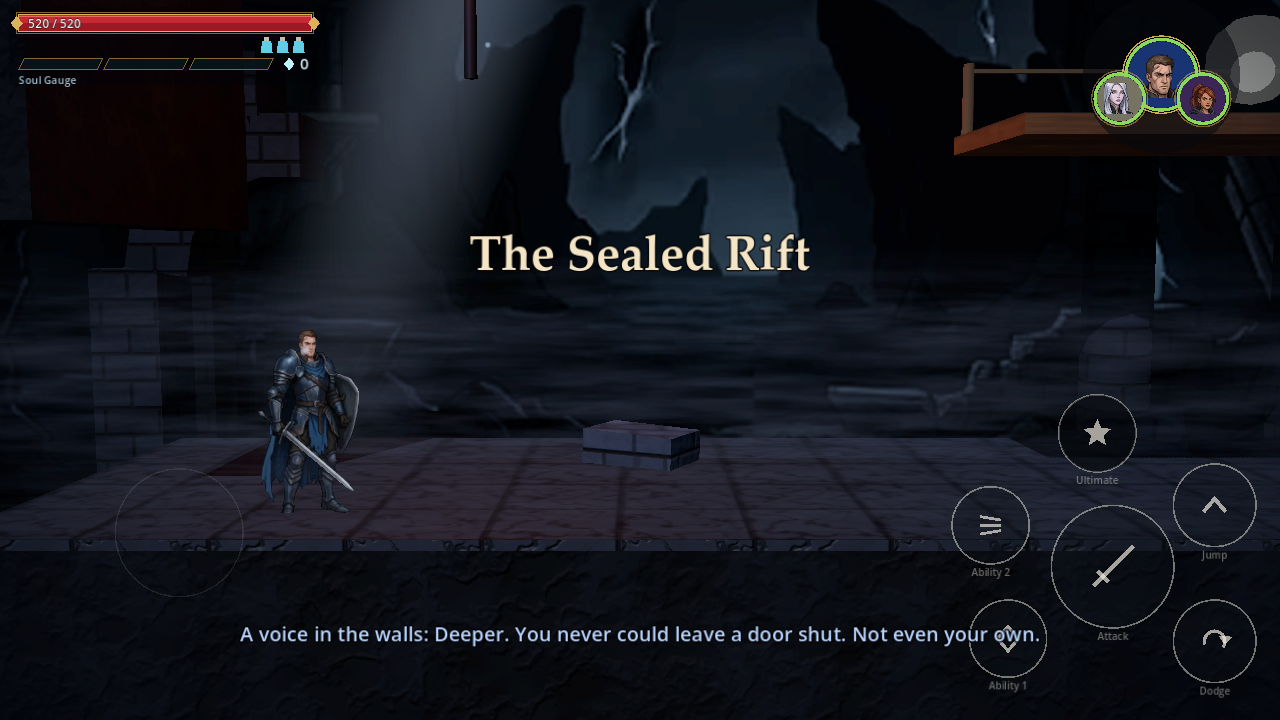 520 / 520
0
Soul Gauge
The Sealed Rift
Ultimate
Jump
Ability 2
A voice in the walls: Deeper. You never could leave a door shut. Not even your own.
Attack
Ability 1
Dodge